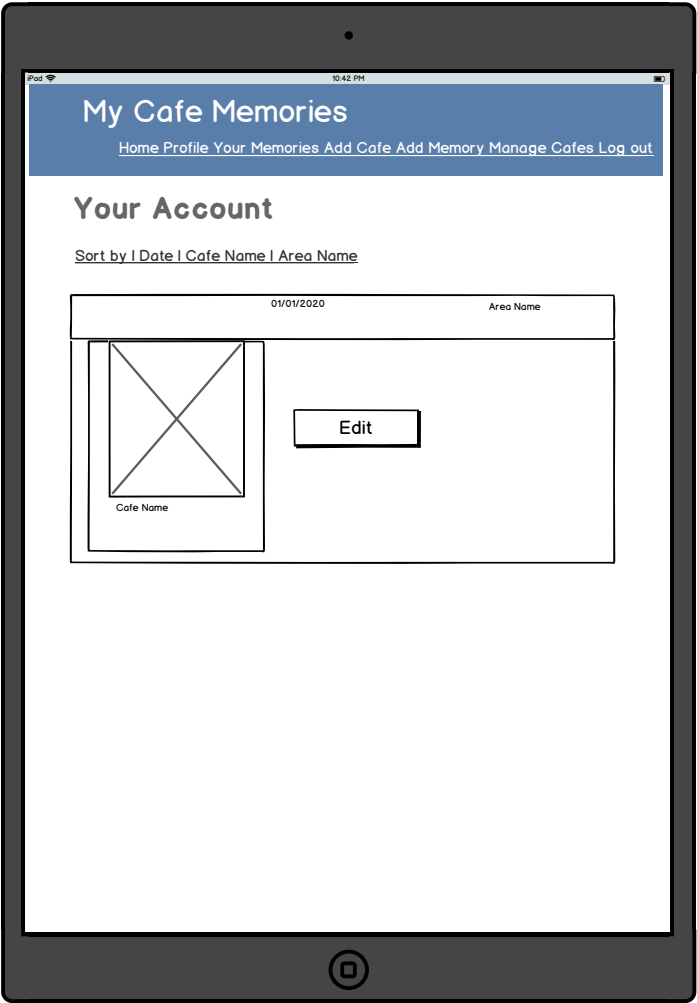 iPad 10:42 PM
My Cafe Memories
Home Profile Your Memories Add Cafe Add Memory Manage Cafes Log out
Your Account
Sort by | Date | Cafe Name | Area Name
01/01/2020 Area Name
Edit
Cafe Name